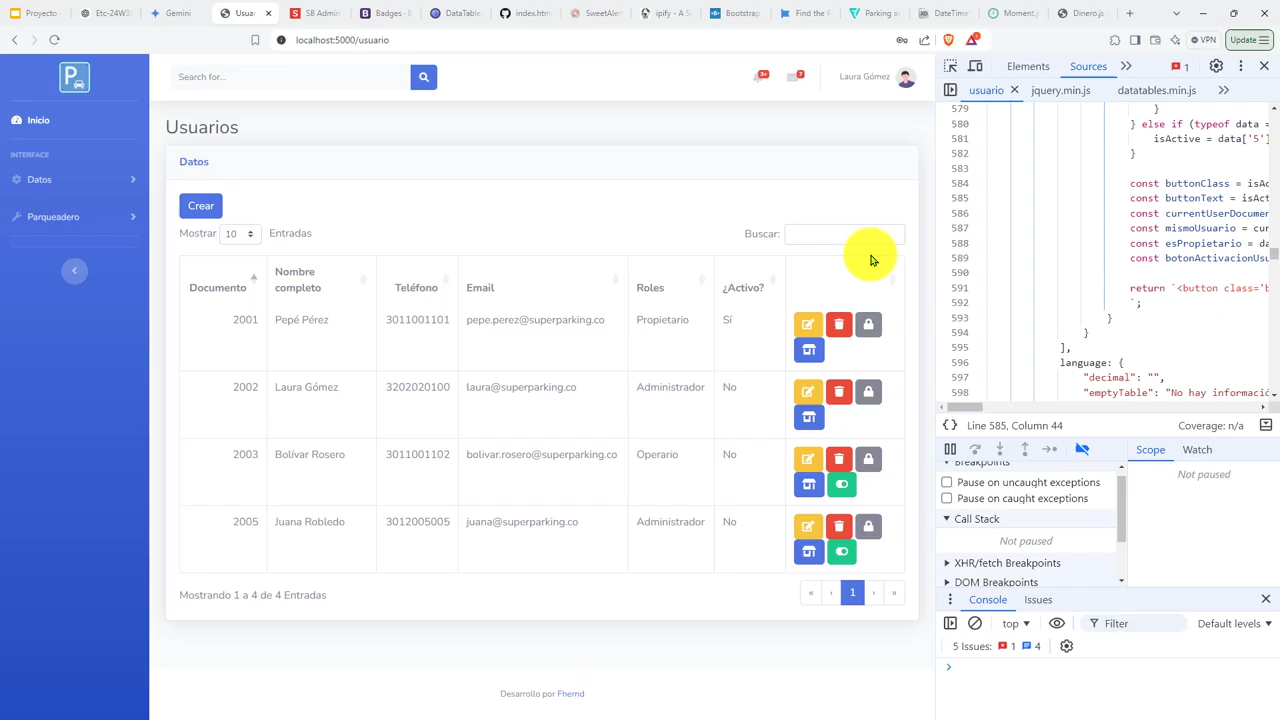 Proyecto
Etc-24W3
Gemini
Usuar
SB Admin
Badges - B
DataTable
index.htm
SweetAler
ipify - A S
Bootstrap
Find the P
Parking a
DateTime
Moment.j
Dinero.js
localhost:5000/usuario
VPN
Update
P
Search for...
3+
7
Laura Gómez
Inicio
INTERFACE
Datos
Parqueadero
Usuarios
Datos
Crear
Mostrar 10 Entradas
Buscar:
Documento
Nombre completo
Teléfono
Email
Roles
¿Activo?
2001 Pepé Pérez 3011001101 pepe.perez@superparking.co Propietario Sí
2002 Laura Gómez 3202020100 laura@superparking.co Administrador No
2003 Bolívar Rosero 3011001102 bolivar.rosero@superparking.co Operario No
2005 Juana Robledo 3012005005 juana@superparking.co Administrador No
Mostrando 1 a 4 de 4 Entradas
« ‹ 1 › »
Desarrollo por Fhernd
Elements
Sources
1
usuario
jquery.min.js
datatables.min.js
579 }
580 } else if (typeof data =
581 isActive = data['5']
582 }
583
584 const buttonClass = isAc
585 const buttonText = isAct
586 const currentUserDocumen
587 const mismoUsuario = cur
588 const esPropietario = da
589 const botonActivacionUsu
590
591 return `<button class='b
592 `;
593 }
594 }
595 ],
596 language: {
597 "decimal": "",
598 "emptyTable": "No hay informació
{ } Line 585, Column 44
Coverage: n/a
Scope
Watch
Breakpoints
Pause on uncaught exceptions
Pause on caught exceptions
Call Stack
Not paused
XHR/fetch Breakpoints
DOM Breakpoints
Not paused
Console
Issues
top
Filter
Default levels
5 Issues: 1 4